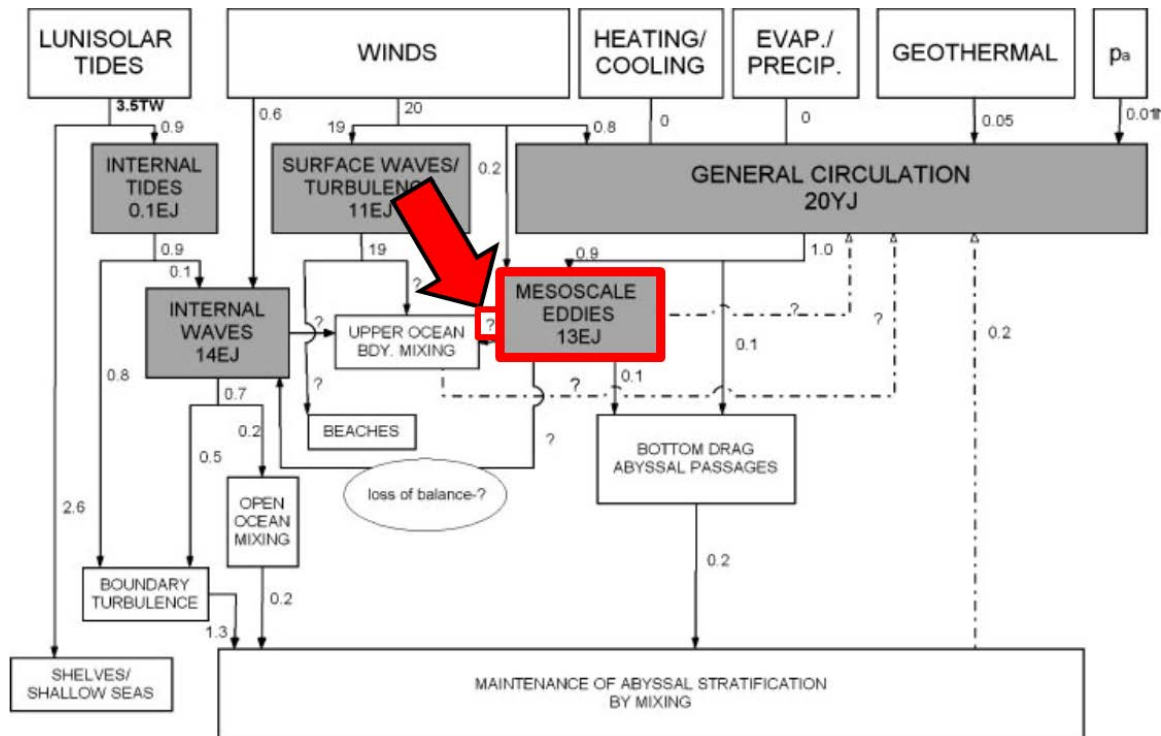 LUNISOLAR
TIDES
WINDS
HEATING/
COOLING
EVAP./
PRECIP.
GEOTHERMAL
pa
3.5TW
0.9
0.6
20
19
0.2
0.8
0
0
0.05
INTERNAL
TIDES
0.1EJ
SURFACE WAVES/
11EJ
GENERAL CIRCULATION
20YJ
0.9
0.1
19
?
0.9
1.0
INTERNAL
WAVES
14EJ
?
UPPER OCEAN
BDY. MIXING
?
MESOSCALE
EDDIES
13EJ
?
?
0.2
0.8
0.7
?
?
0.1
0.1
0.5
0.2
BEACHES
?
loss of balance-?
BOTTOM DRAG
ABYSSAL PASSAGES
2.6
OPEN
OCEAN
MIXING
BOUNDARY
TURBULENCE
0.2
0.2
1.3
SHELVES/
SHALLOW SEAS
MAINTENANCE OF ABYSSAL STRATIFICATION
BY MIXING